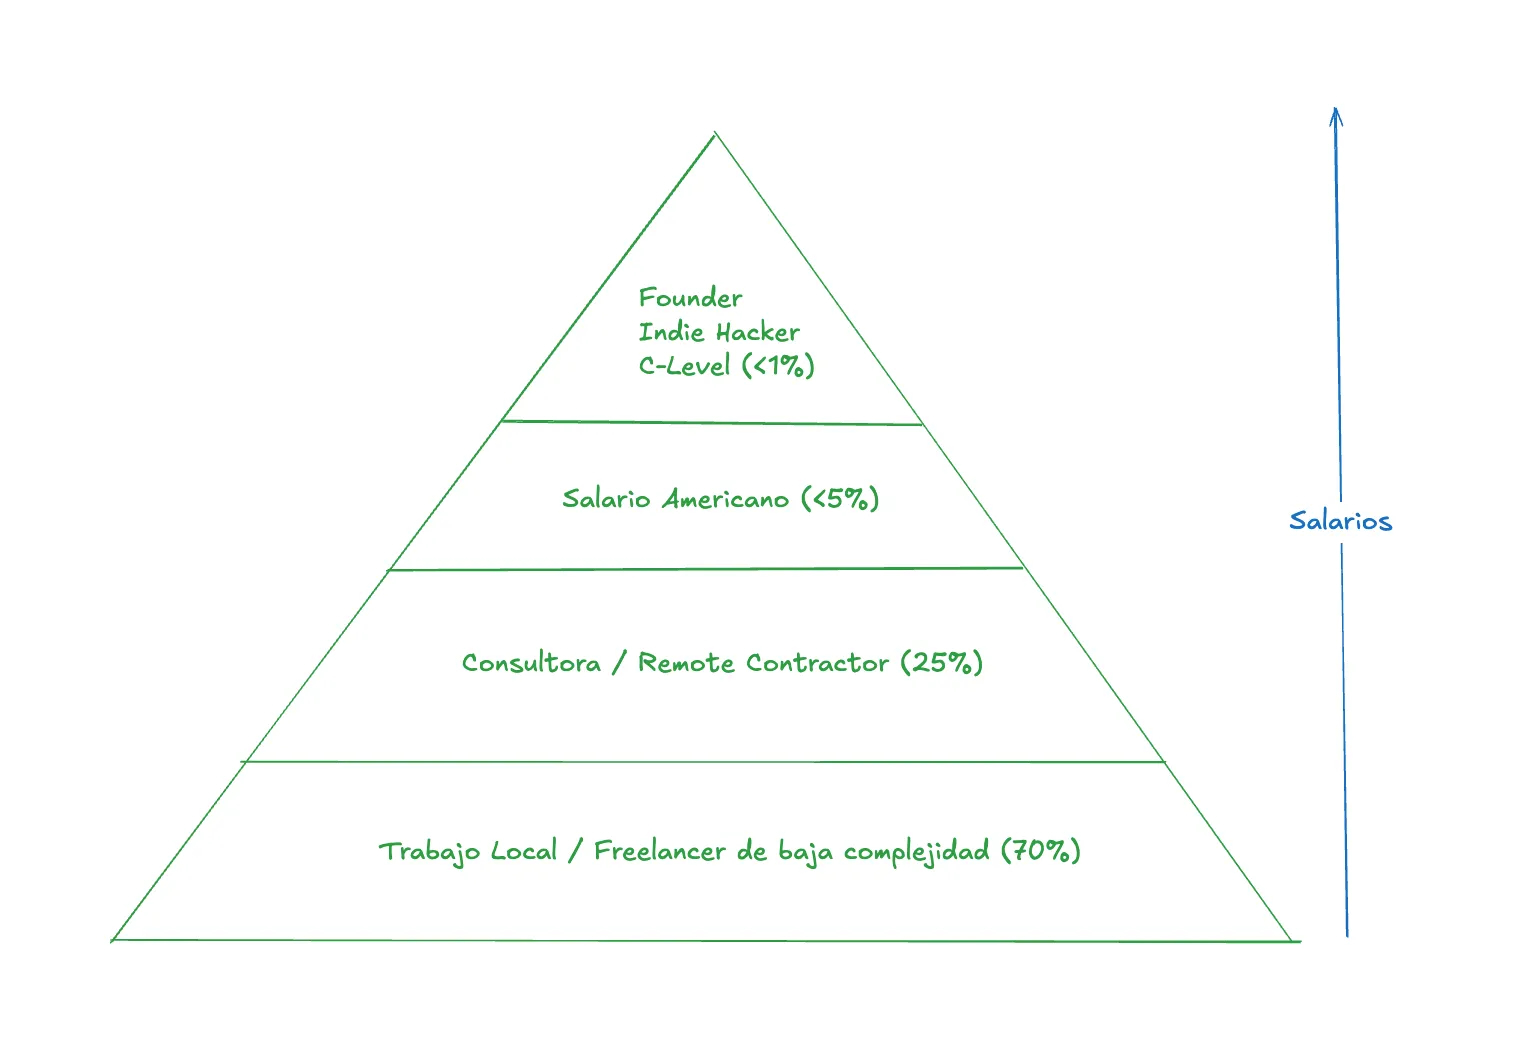 Founder
Indie Hacker
C-Level (<1%)
Salario Americano (<5%)
Salarios
Consultora / Remote Contractor (25%)
Trabajo Local / Freelancer de baja complejidad (70%)